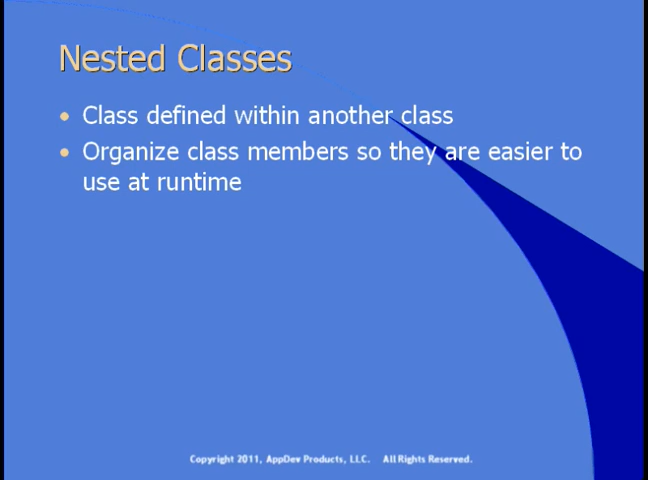 Nested Classes
• Class defined within another class
• Organize class members so they are easier to
use at runtime
Copyright 2011, AppDev Products, LLC. All Rights Reserved.